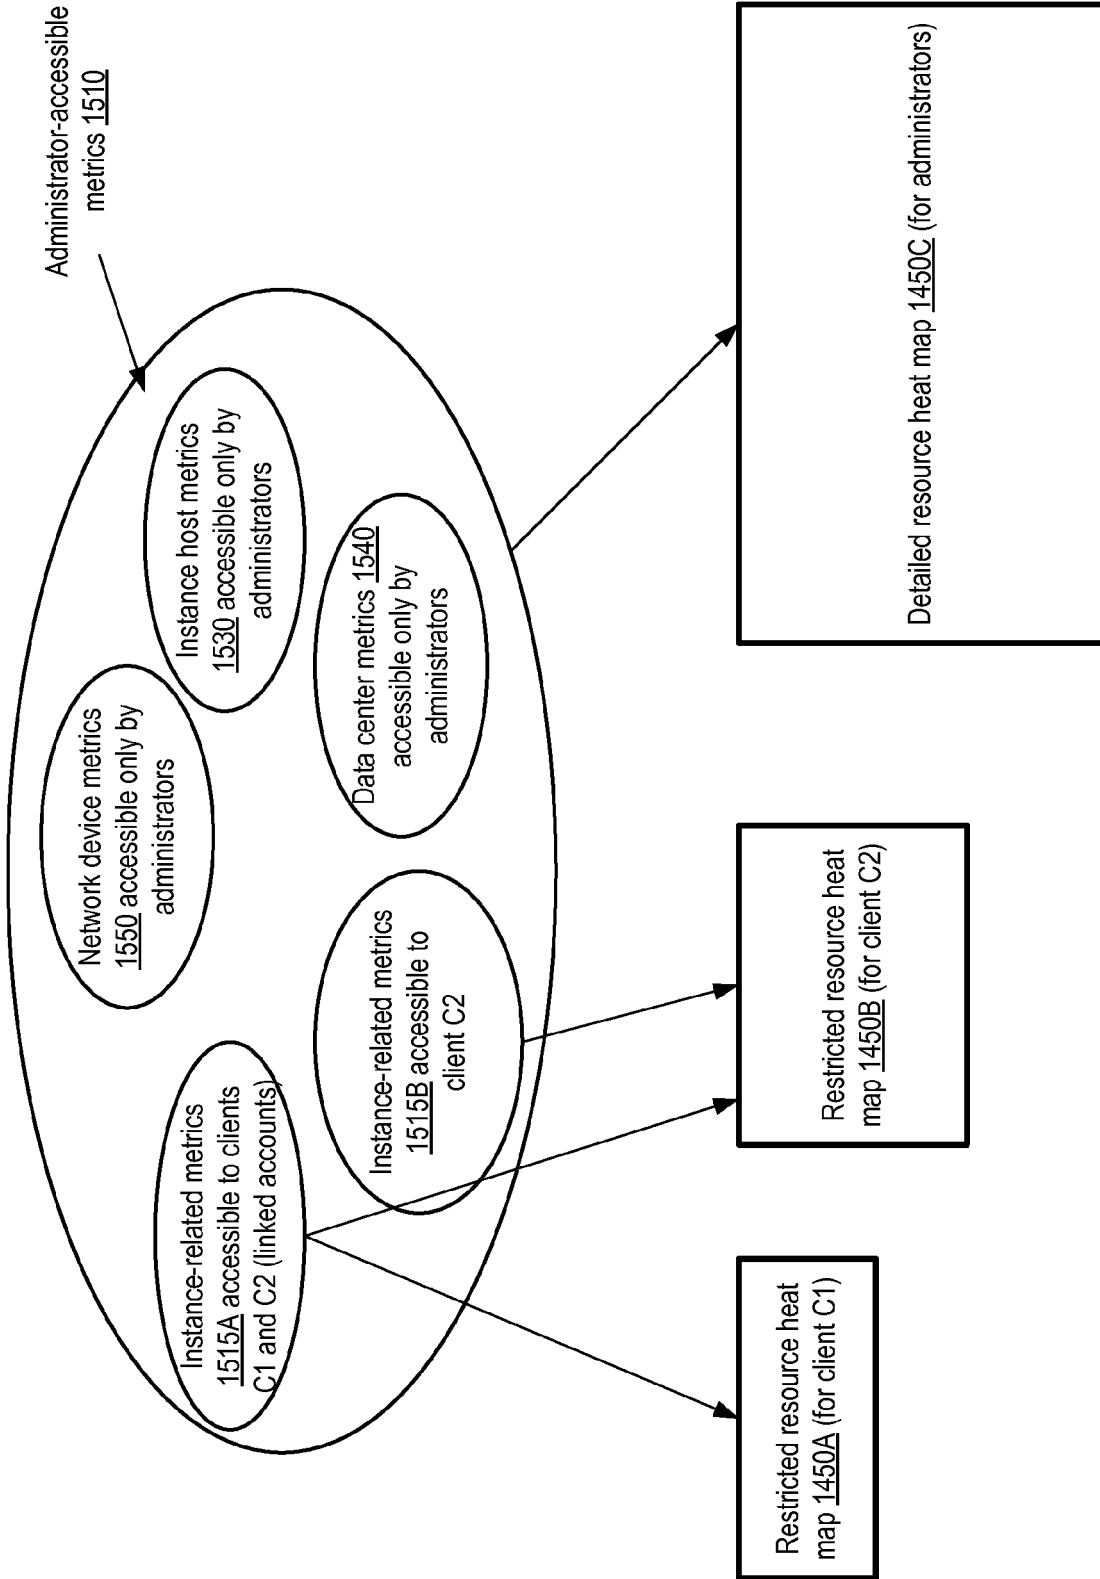 Administrator-accessible
metrics 1510
Network device metrics
1550 accessible only by
administrators
Instance host metrics
1530 accessible only by
administrators
Instance-related metrics
1515A accessible to clients
C1 and C2 (linked accounts)
Instance-related metrics
1515B accessible to
client C2
Data center metrics 1540
accessible only by
administrators
Restricted resource heat
map 1450A (for client C1)
Restricted resource heat
map 1450B (for client C2)
Detailed resource heat map 1450C (for administrators)